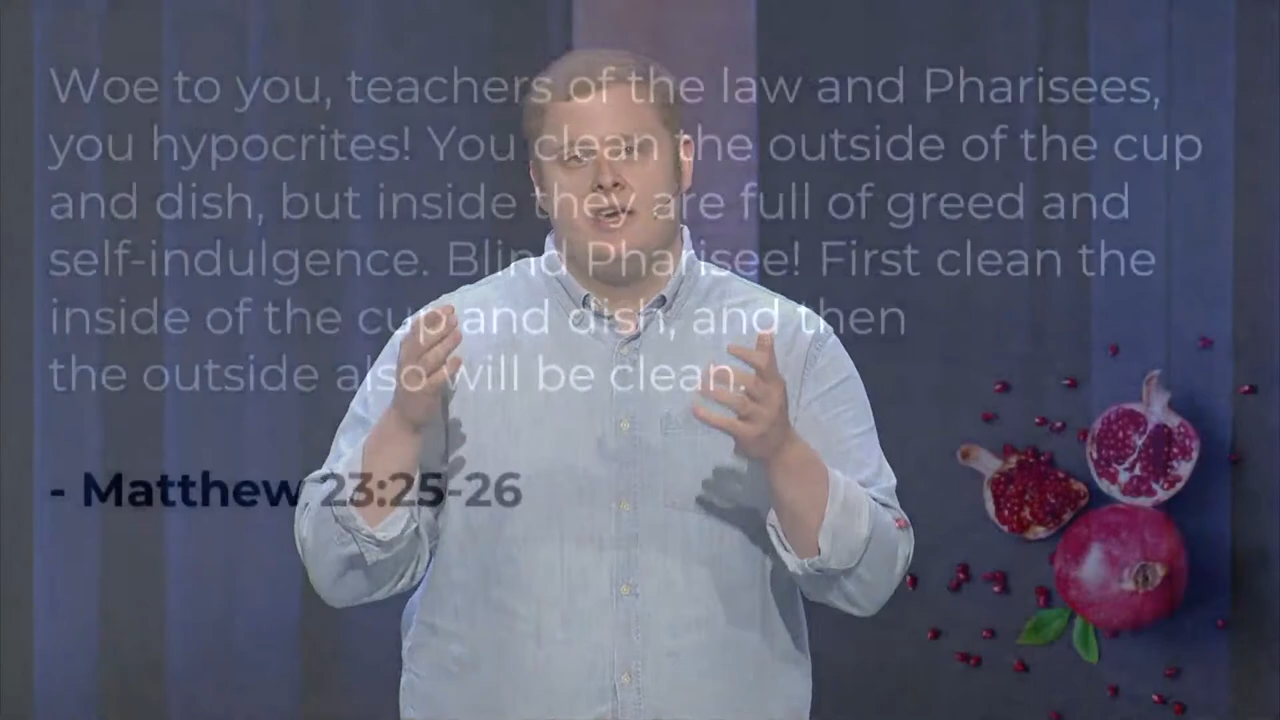 Woe to you, teachers of the law and Pharisees,
you hypocrites! You clean the outside of the cup
and dish, but inside they are full of greed and
self-indulgence. Blind Pharisee! First clean the
inside of the cup and dish, and then
the outside also will be clean.
- Matthew 23:25-26